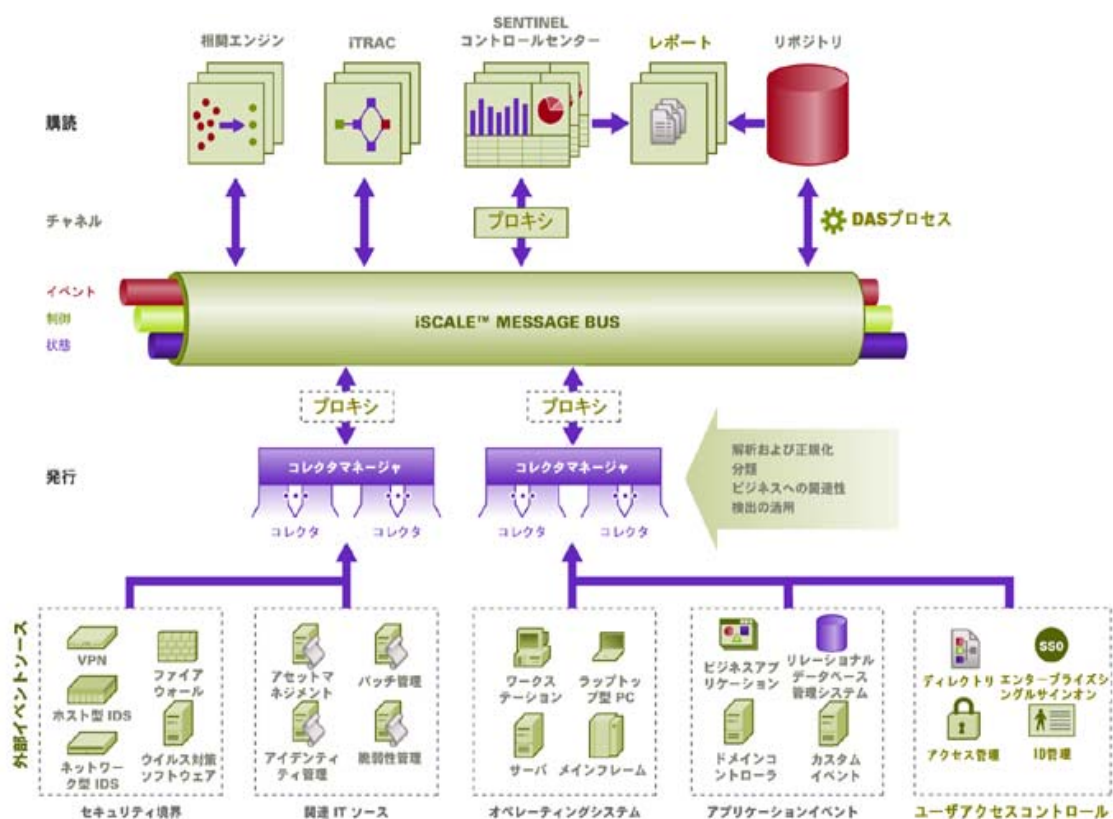 相関エンジン
iTRAC
SENTINEL
コントロールセンター
レポート
リポジトリ
購読
チャネル
プロキシ
DASプロセス
イベント
制御
状態
iSCALE™ MESSAGE BUS
プロキシ
プロキシ
発行
コレクタマネージャ
コレクタマネージャ
コレクタ
コレクタ
コレクタ
コレクタ
解析および正規化
分類
ビジネスへの関連性
検出の活用
外部イベントソース
VPN
ファイア
ウォール
ホスト型 IDS
ネットワー
ク型 IDS
ウイルス対策
ソフトウェア
セキュリティ境界
アセットマ
ネジメント
パッチ管理
アイデンティ
ティ管理
脆弱性管理
関連 IT ソース
ワークス
テーション
ラップトッ
プ型 PC
サーバ
メインフレーム
オペレーティングシステム
ビジネスアプ
リケーション
リレーショナル
データベース
管理システム
ドメインコ
ントローラ
カスタム
イベント
アプリケーションイベント
ディレクトリ
SSO
エンタープライズシ
ングルサインオン
アクセス管理
ID管理
ユーザアクセスコントロール